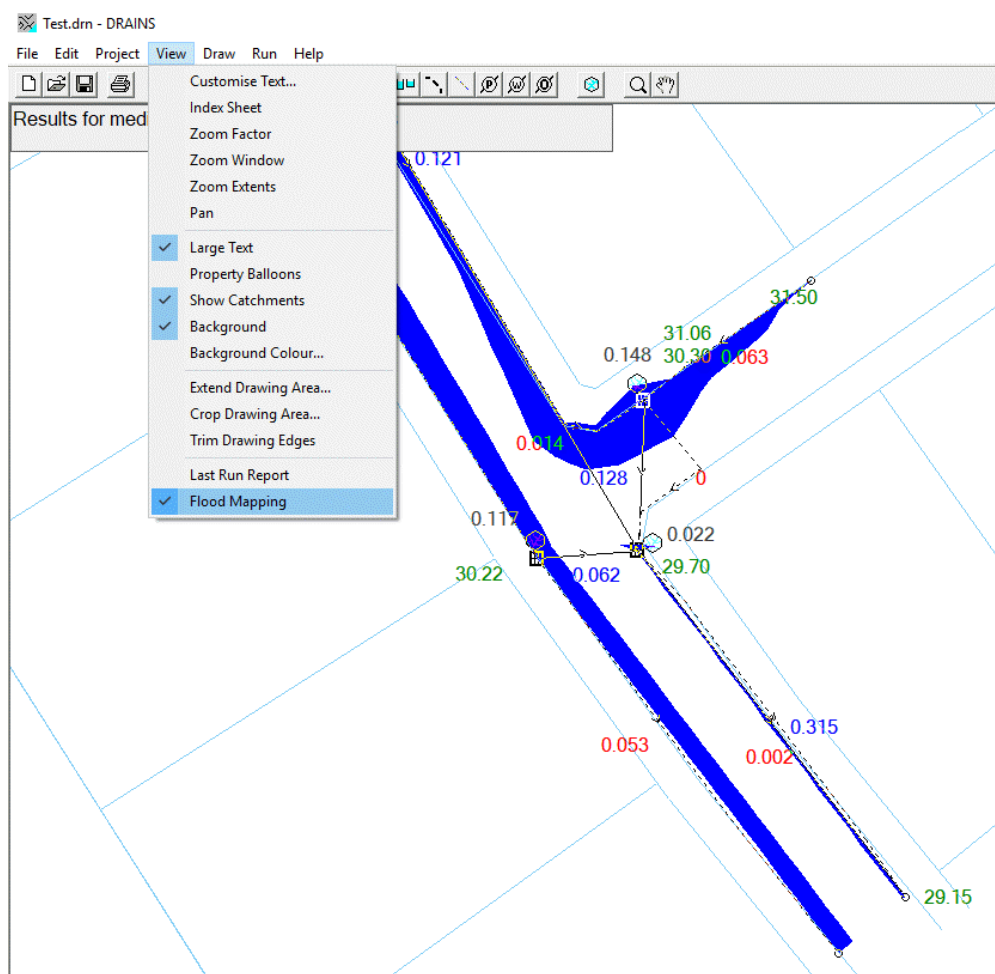 Test.drn - DRAINS
File Edit Project View Draw Run Help
Customise Text...
Index Sheet
Zoom Factor
Zoom Window
Zoom Extents
Pan
Large Text
Property Balloons
Show Catchments
Background
Background Colour...
Extend Drawing Area...
Crop Drawing Area...
Trim Drawing Edges
Last Run Report
Flood Mapping
Results for med
0.121
31.50
31.06
0.148 30.30 0.063
0.014
0.128 0
0.117 0.022
30.22 0.062 29.70
0.315
0.053 0.002
29.15